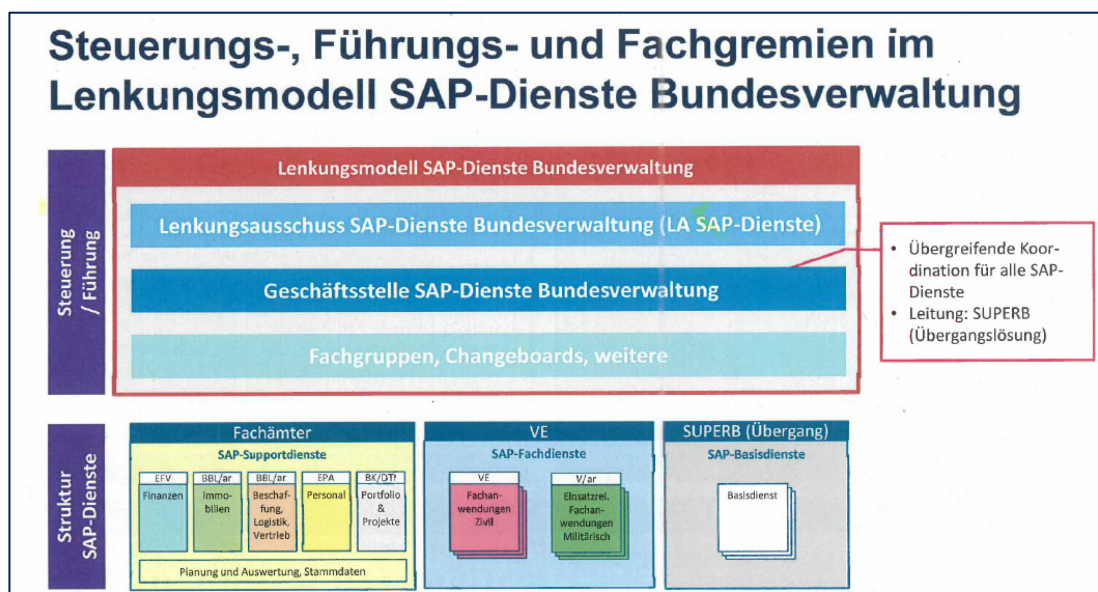 Steuerungs-, Führungs- und Fachgremien im
Lenkungsmodell SAP-Dienste Bundesverwaltung
Steuerung
/ Führung
Lenkungsmodell SAP-Dienste Bundesverwaltung
Lenkungsausschuss SAP-Dienste Bundesverwaltung (LA SAP-Dienste)
Geschäftsstelle SAP-Dienste Bundesverwaltung
Fachgruppen, Changeboards, weitere
• Übergreifende Koor-
dination für alle SAP-
Dienste
• Leitung: SUPERB
(Übergangslösung)
Struktur
SAP-Dienste
Fachämter
SAP-Supportdienste
EFV
Finanzen
BBL/ar
Immo-
bilien
BBL/ar
Beschaf-
fung,
Logistik,
Vertrieb
EPA
Personal
Portfolio
&
Projekte
Planung und Auswertung, Stammdaten
VE
SAP-Fachdienste
VE
Fachan-
wendungen
Zivil
V/ar
Einsatzrel.
Fachan-
wendungen
Militärisch
SUPERB (Übergang)
SAP-Basisdienste
Basisdienst